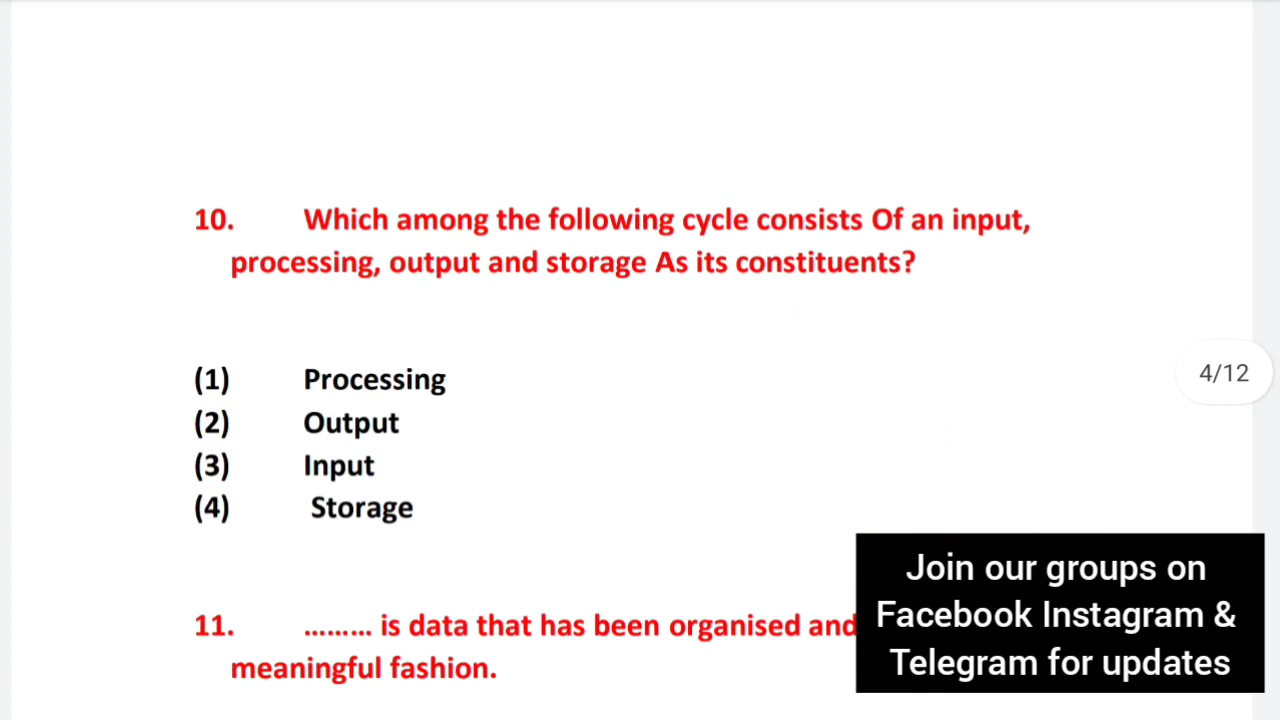 10. Which among the following cycle consists Of an input,
processing, output and storage As its constituents?
(1) Processing
(2) Output
(3) Input
(4) Storage
4/12
11. ......... is data that has been organised and
meaningful fashion.
Join our groups on
Facebook Instagram &
Telegram for updates